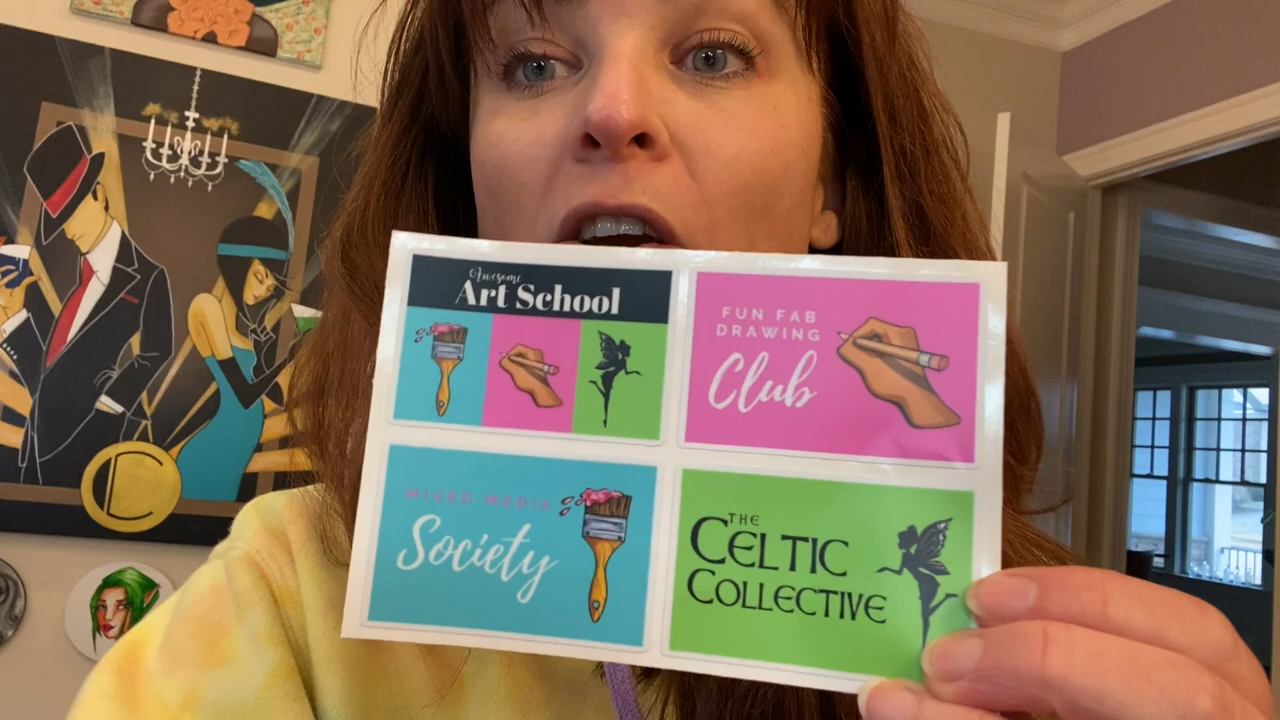 Awesome
Art School
FUN FAB
DRAWING
Club
MIXED MEDIA
Society
THE
CELTIC
COLLECTIVE